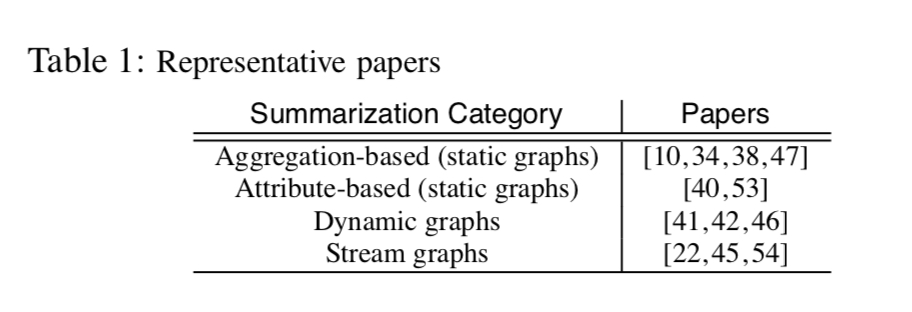 Table 1: Representative papers
Summarization Category Papers
Aggregation-based (static graphs) [10,34,38,47]
Attribute-based (static graphs) [40,53]
Dynamic graphs [41,42,46]
Stream graphs [22,45,54]